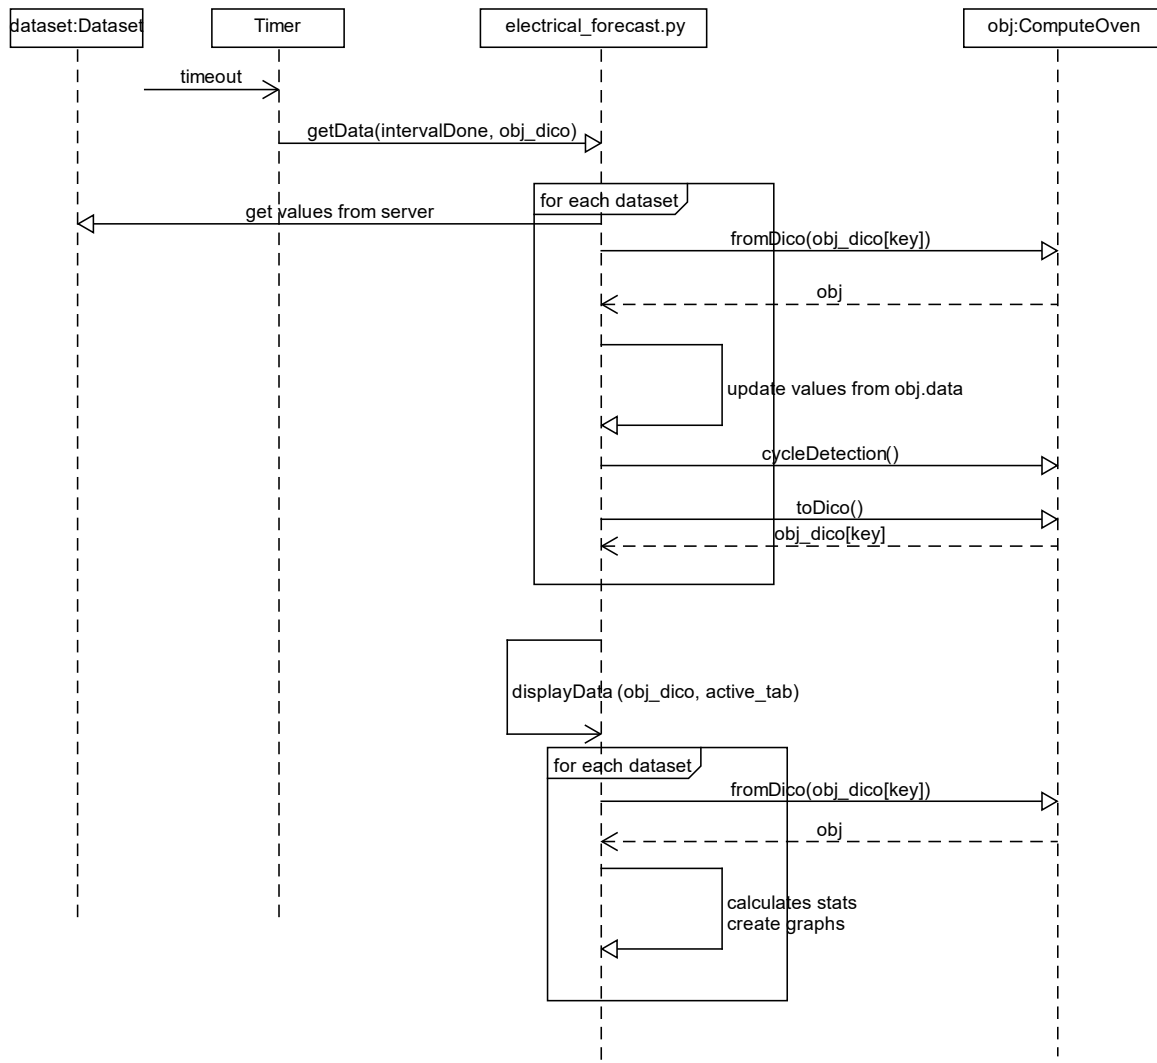 dataset:Dataset
Timer
electrical_forecast.py
obj:ComputeOven
timeout
getData(intervalDone, obj_dico)
for each dataset
get values from server
fromDico(obj_dico[key])
obj
update values from obj.data
cycleDetection()
toDico()
obj_dico[key]
displayData (obj_dico, active_tab)
for each dataset
fromDico(obj_dico[key])
obj
calculates stats
create graphs